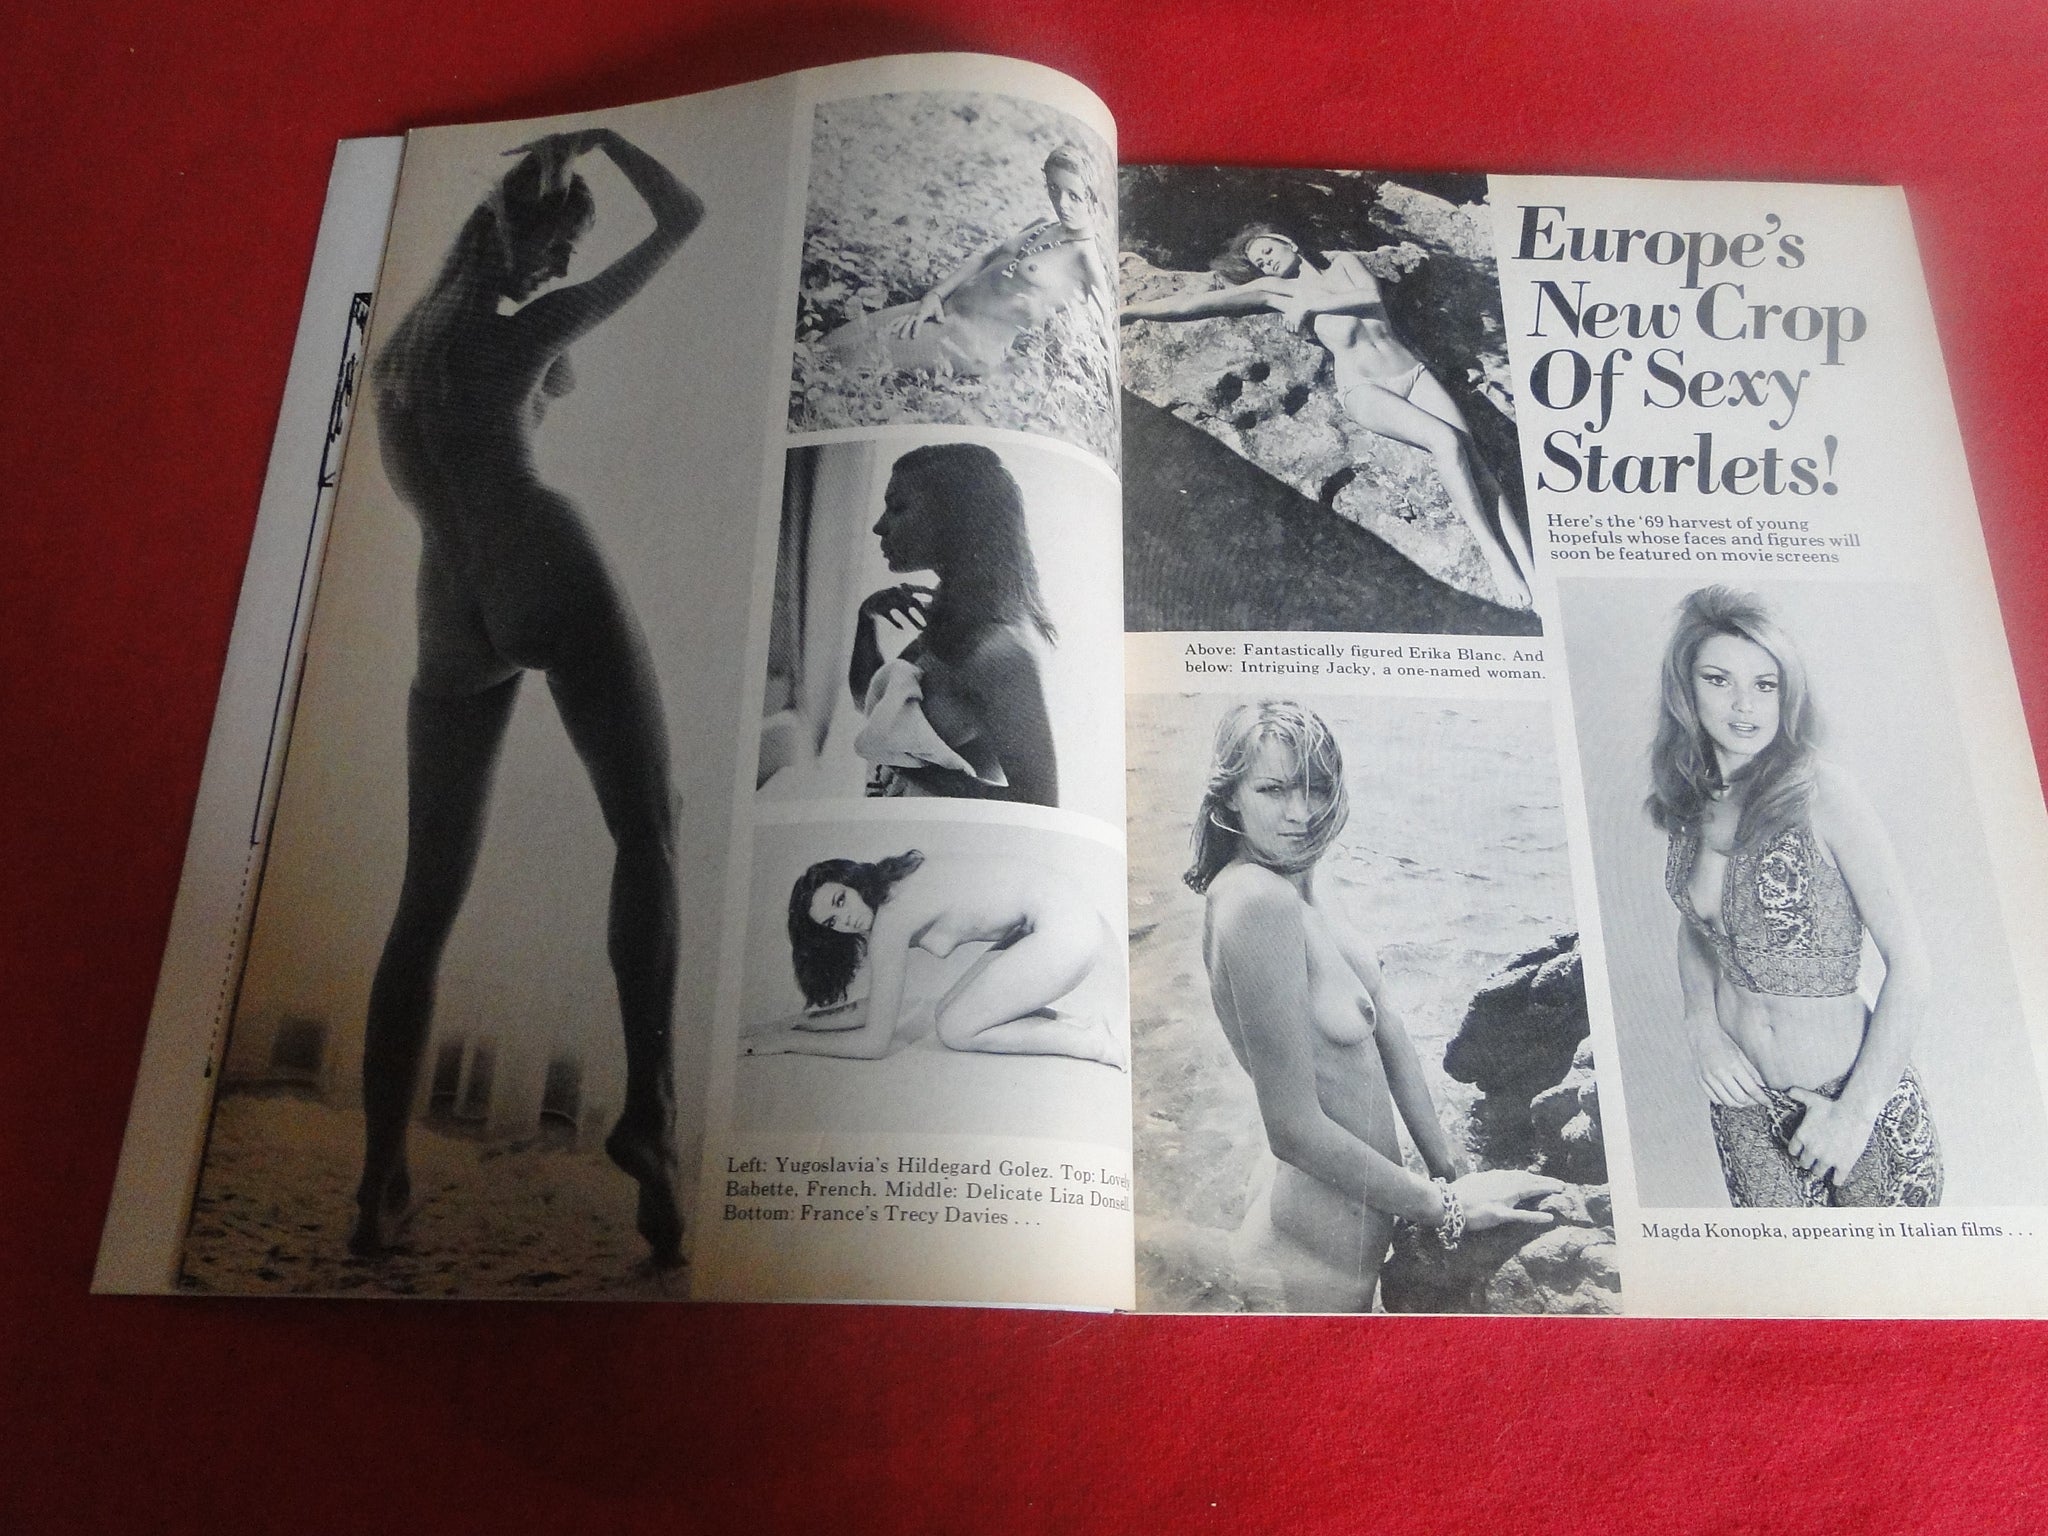 Left: Yugoslavia's Hildegard Golez. Top: Lovely
Babette, French. Middle: Delicate Liza Donsell.
Bottom: France's Trecy Davies . . .
Europe's
New Crop
Of Sexy
Starlets!
Here's the '69 harvest of young
hopefuls whose faces and figures will
soon be featured on movie screens
Above: Fantastically figured Erika Blanc. And
below: Intriguing Jacky, a one-named woman.
Magda Konopka, appearing in Italian films . . .